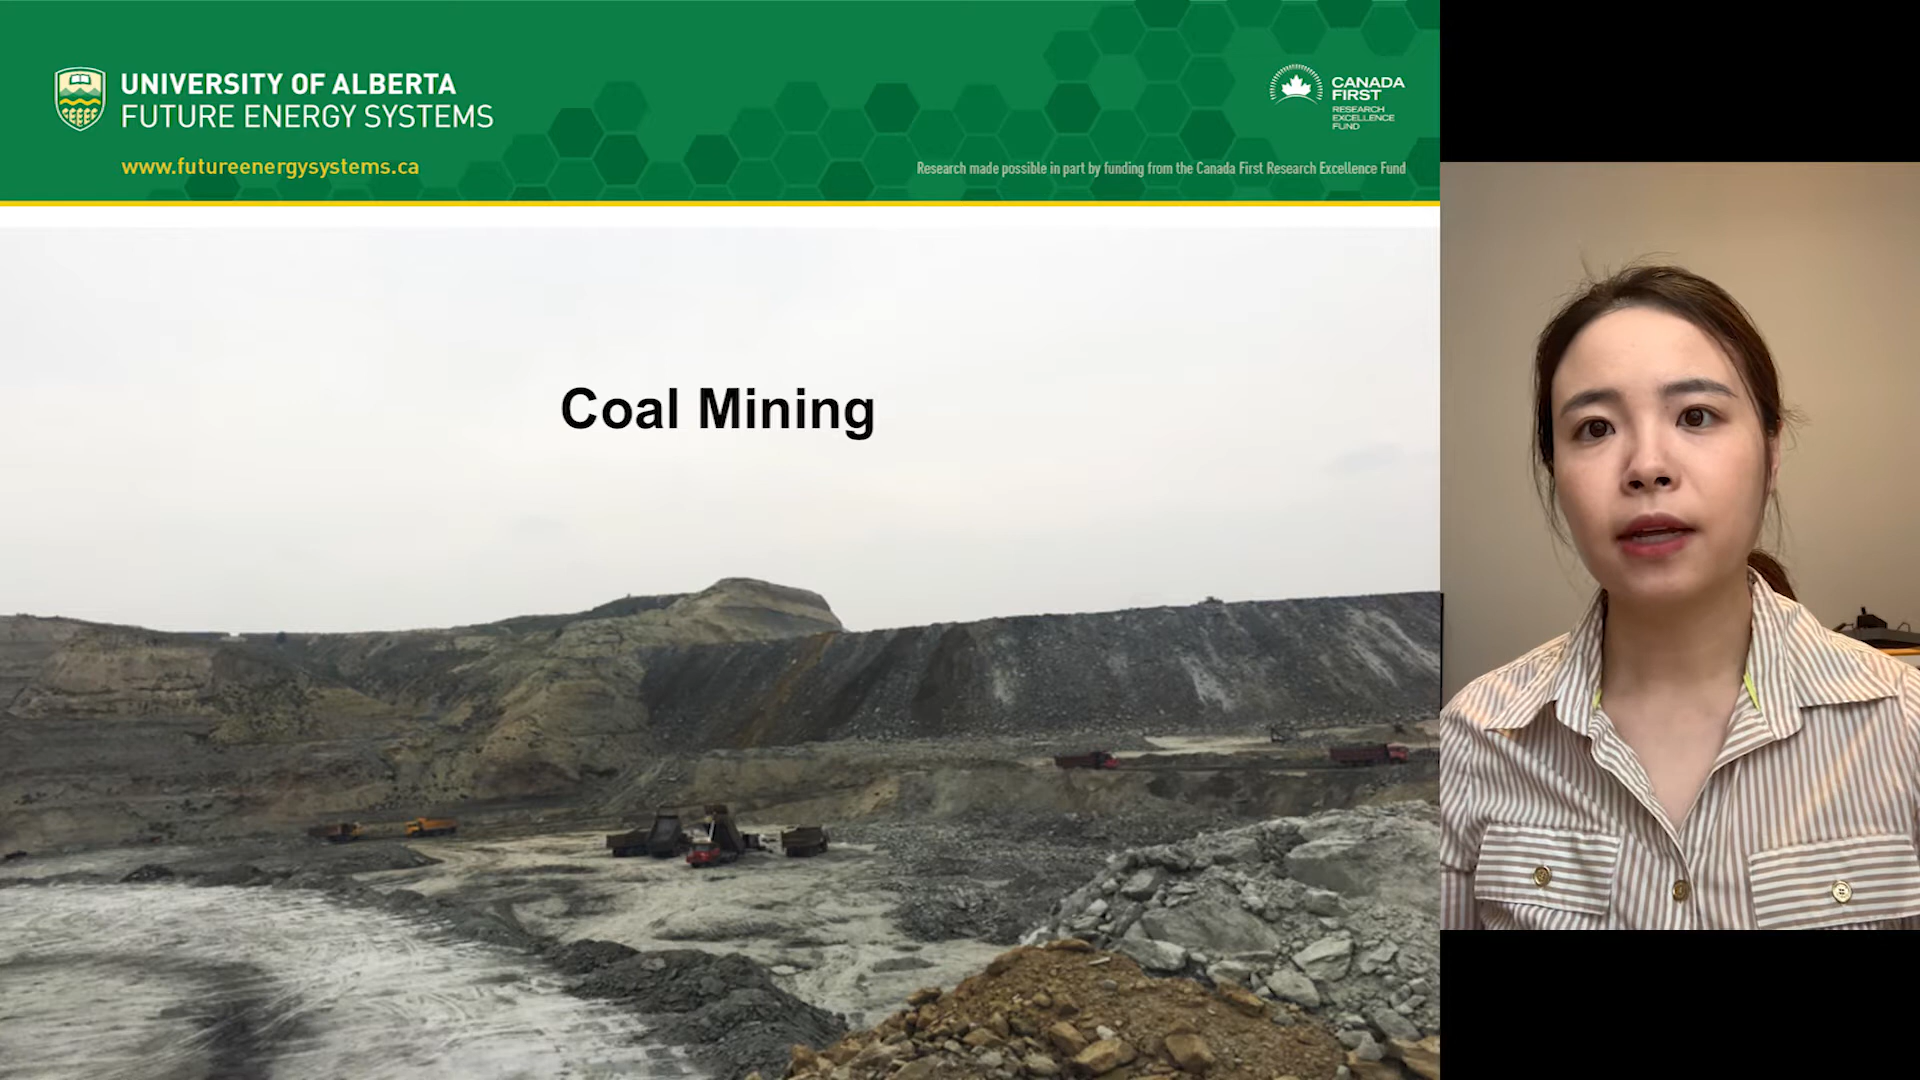 UNIVERSITY OF ALBERTA
FUTURE ENERGY SYSTEMS
www.futureenergysystems.ca
CANADA
FIRST
RESEARCH
EXCELLENCE
FUND
Research made possible in part by funding from the Canada First Research Excellence Fund
Coal Mining